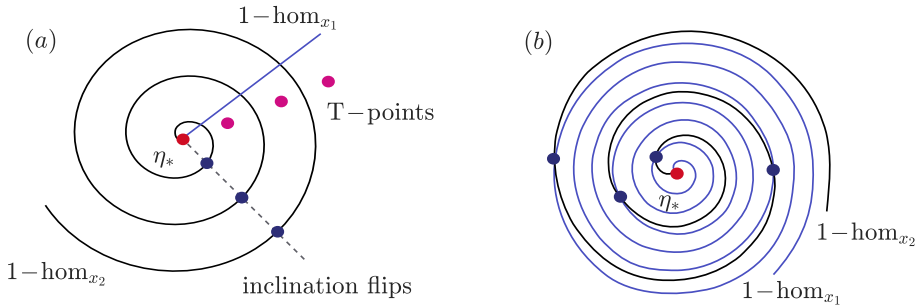 (a)
1−hom_{x_1}
T−points
η_*
1−hom_{x_2}
inclination flips
(b)
η_*
1−hom_{x_2}
1−hom_{x_1}